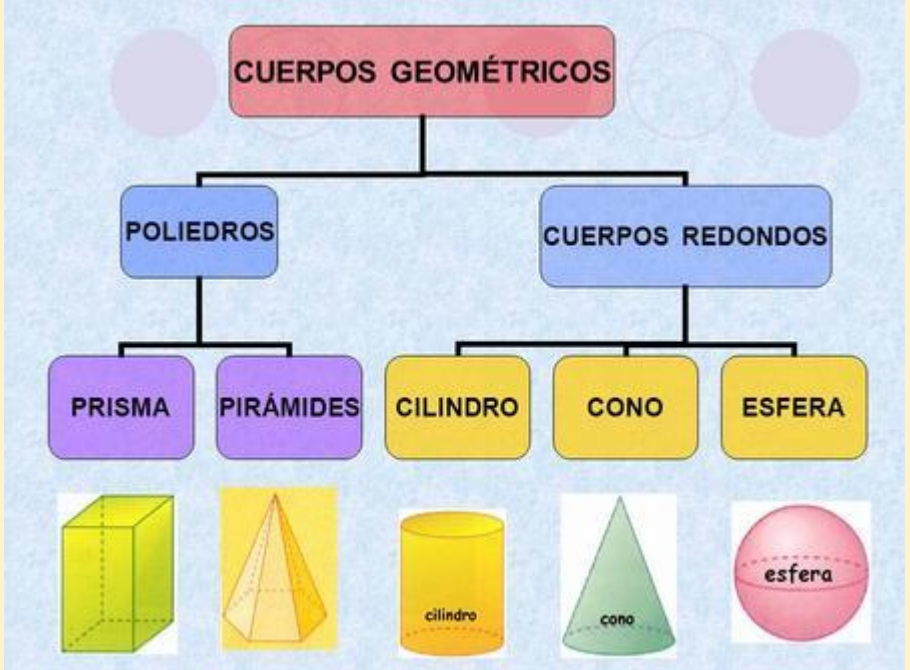 CUERPOS GEOMÉTRICOS
POLIEDROS
CUERPOS REDONDOS
PRISMA
PIRÁMIDES
CILINDRO
CONO
ESFERA
cilindro
cono
esfera